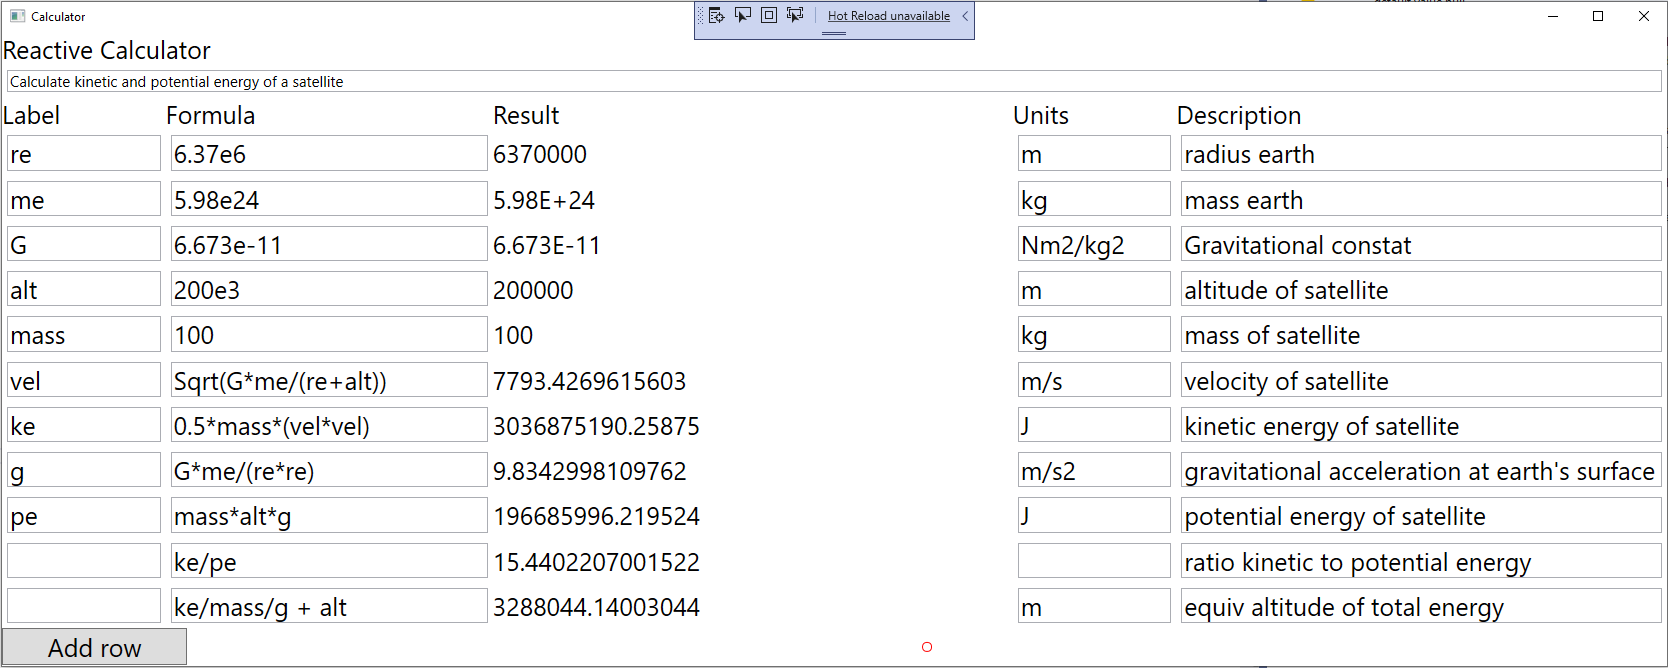 Calculator
Hot Reload unavailable
Reactive Calculator
Calculate kinetic and potential energy of a satellite
Label Formula Result Units Description
re 6.37e6 6370000 m radius earth
me 5.98e24 5.98E+24 kg mass earth
G 6.673e-11 6.673E-11 Nm2/kg2 Gravitational constat
alt 200e3 200000 m altitude of satellite
mass 100 100 kg mass of satellite
vel Sqrt(G*me/(re+alt)) 7793.4269615603 m/s velocity of satellite
ke 0.5*mass*(vel*vel) 3036875190.25875 J kinetic energy of satellite
g G*me/(re*re) 9.8342998109762 m/s2 gravitational acceleration at earth's surface
pe mass*alt*g 196685996.219524 J potential energy of satellite
ke/pe 15.4402207001522 ratio kinetic to potential energy
ke/mass/g + alt 3288044.14003044 m equiv altitude of total energy
Add row